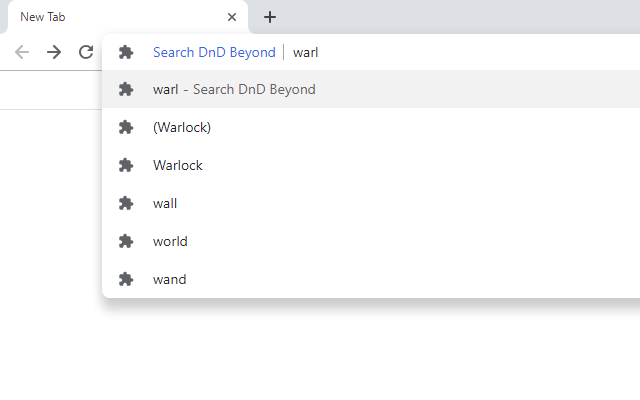 New Tab
Search DnD Beyond | warl
warl - Search DnD Beyond
(Warlock)
Warlock
wall
world
wand